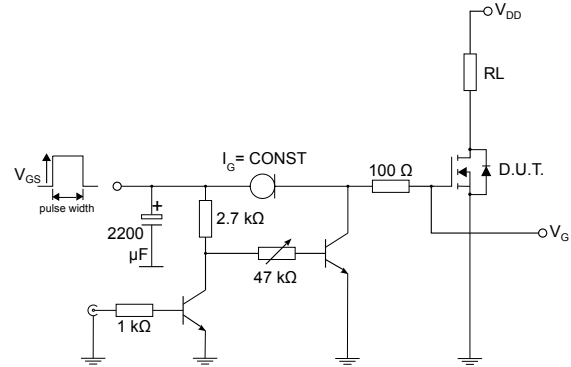 V_DD
RL
I_G= CONST
100 Ω
D.U.T.
V_GS
pulse width
+
2200
μF
2.7 kΩ
47 kΩ
V_G
1 kΩ